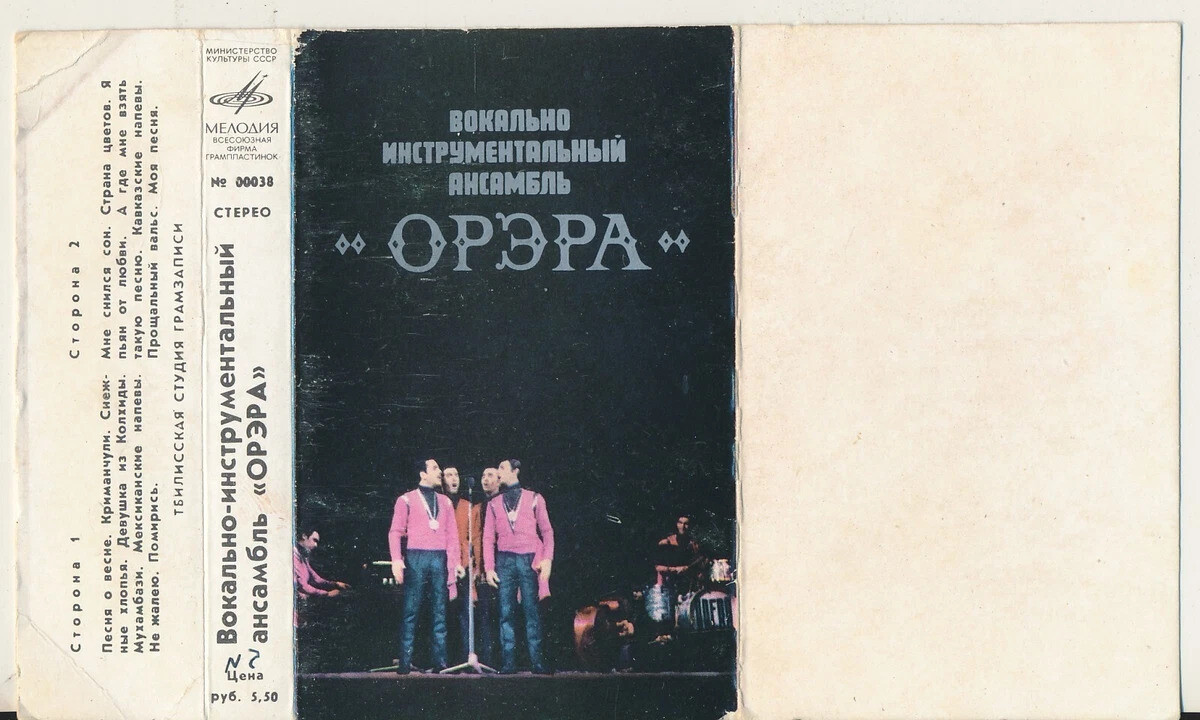 Сторона 1
Песня о весне. Криманчули. Снеж-
ные хлопья. Девушка из Колхиды.
Мухамбази. Мексиканские напевы.
Не жалею. Помирись.
Сторона 2
Мне снился сон. Страна цветов. Я
пьян от любви. А где мне взять
такую песню. Кавказские напевы.
Прощальный вальс. Моя песня.
ТБИЛИССКАЯ СТУДИЯ ГРАМЗАПИСИ
МИНИСТЕРСТВО
КУЛЬТУРЫ СССР
МЕЛОДИЯ
ВСЕСОЮЗНАЯ
ФИРМА
ГРАМПЛАСТИНОК
№ 00038
СТЕРЕО
Вокально-инструментальный
ансамбль «ОРЭРА»
Цена
руб. 5,50
ВОКАЛЬНО
ИНСТРУМЕНТАЛЬНЫЙ
АНСАМБЛЬ
«ОРЭРА»